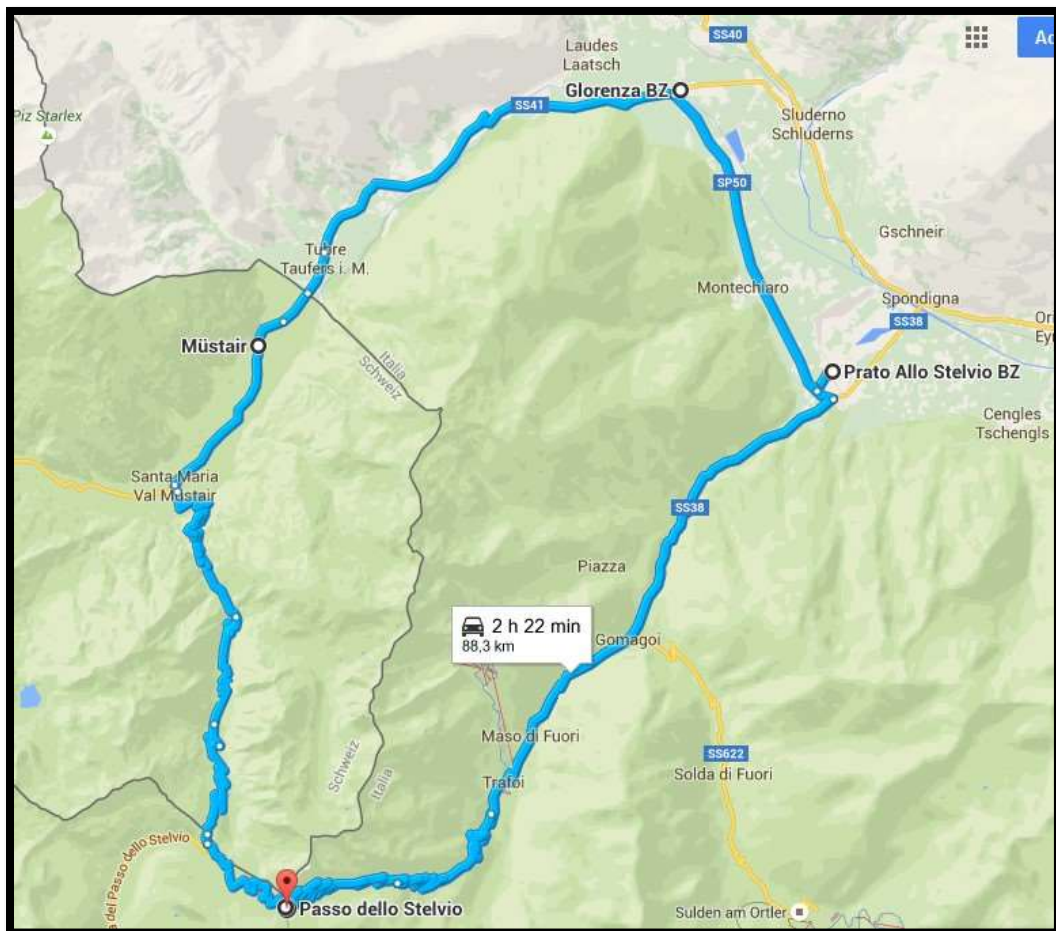 SS40
Laudes
Laatsch
Glorenza BZ
SS41
Piz Starlex
Sluderno
Schluderns
SP50
Gschneir
Tubre
Taufers i. M.
Montechiaro
Spondigna
SS38
Müstair
Italia
Schweiz
Prato Allo Stelvio BZ
Cengles
Tschengls
Santa Maria
Val Müstair
SS38
Piazza
2 h 22 min
88,3 km
Gomagoi
Maso di Fuori
SS622
Solda di Fuori
Schweiz
Italia
Trafoi
a del Passo dello Stelvio
Passo dello Stelvio
Sulden am Ortler